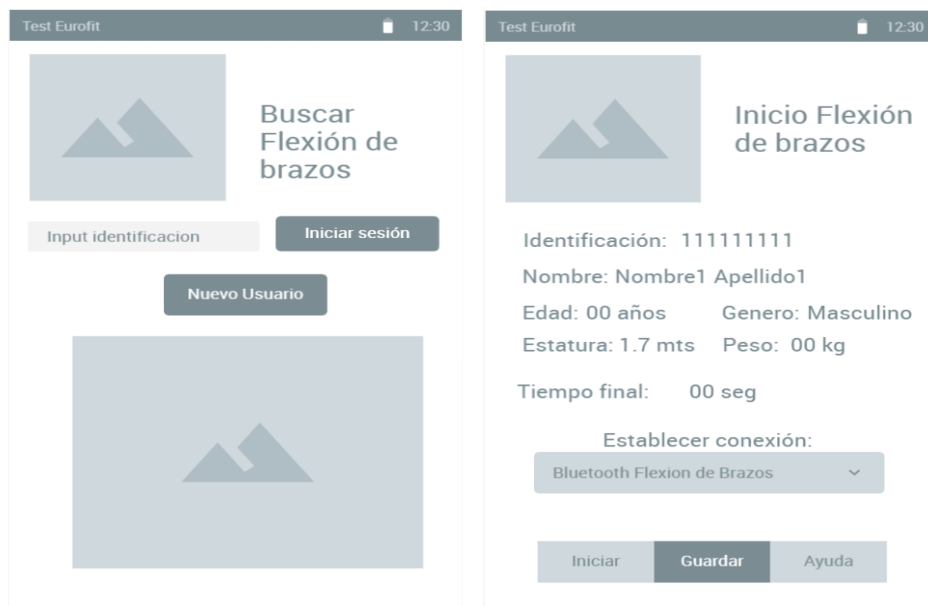 Test Eurofit 12:30
Buscar
Flexión de
brazos
Input identificacion
Iniciar sesión
Nuevo Usuario
Test Eurofit 12:30
Inicio Flexión
de brazos
Identificación: 111111111
Nombre: Nombre1 Apellido1
Edad: 00 años Genero: Masculino
Estatura: 1.7 mts Peso: 00 kg
Tiempo final: 00 seg
Establecer conexión:
Bluetooth Flexion de Brazos
Iniciar Guardar Ayuda